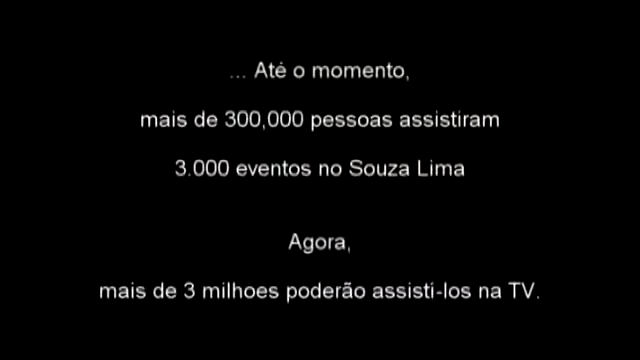 ... Até o momento,
mais de 300,000 pessoas assistiram
3.000 eventos no Souza Lima
Agora,
mais de 3 milhoes poderão assisti-los na TV.